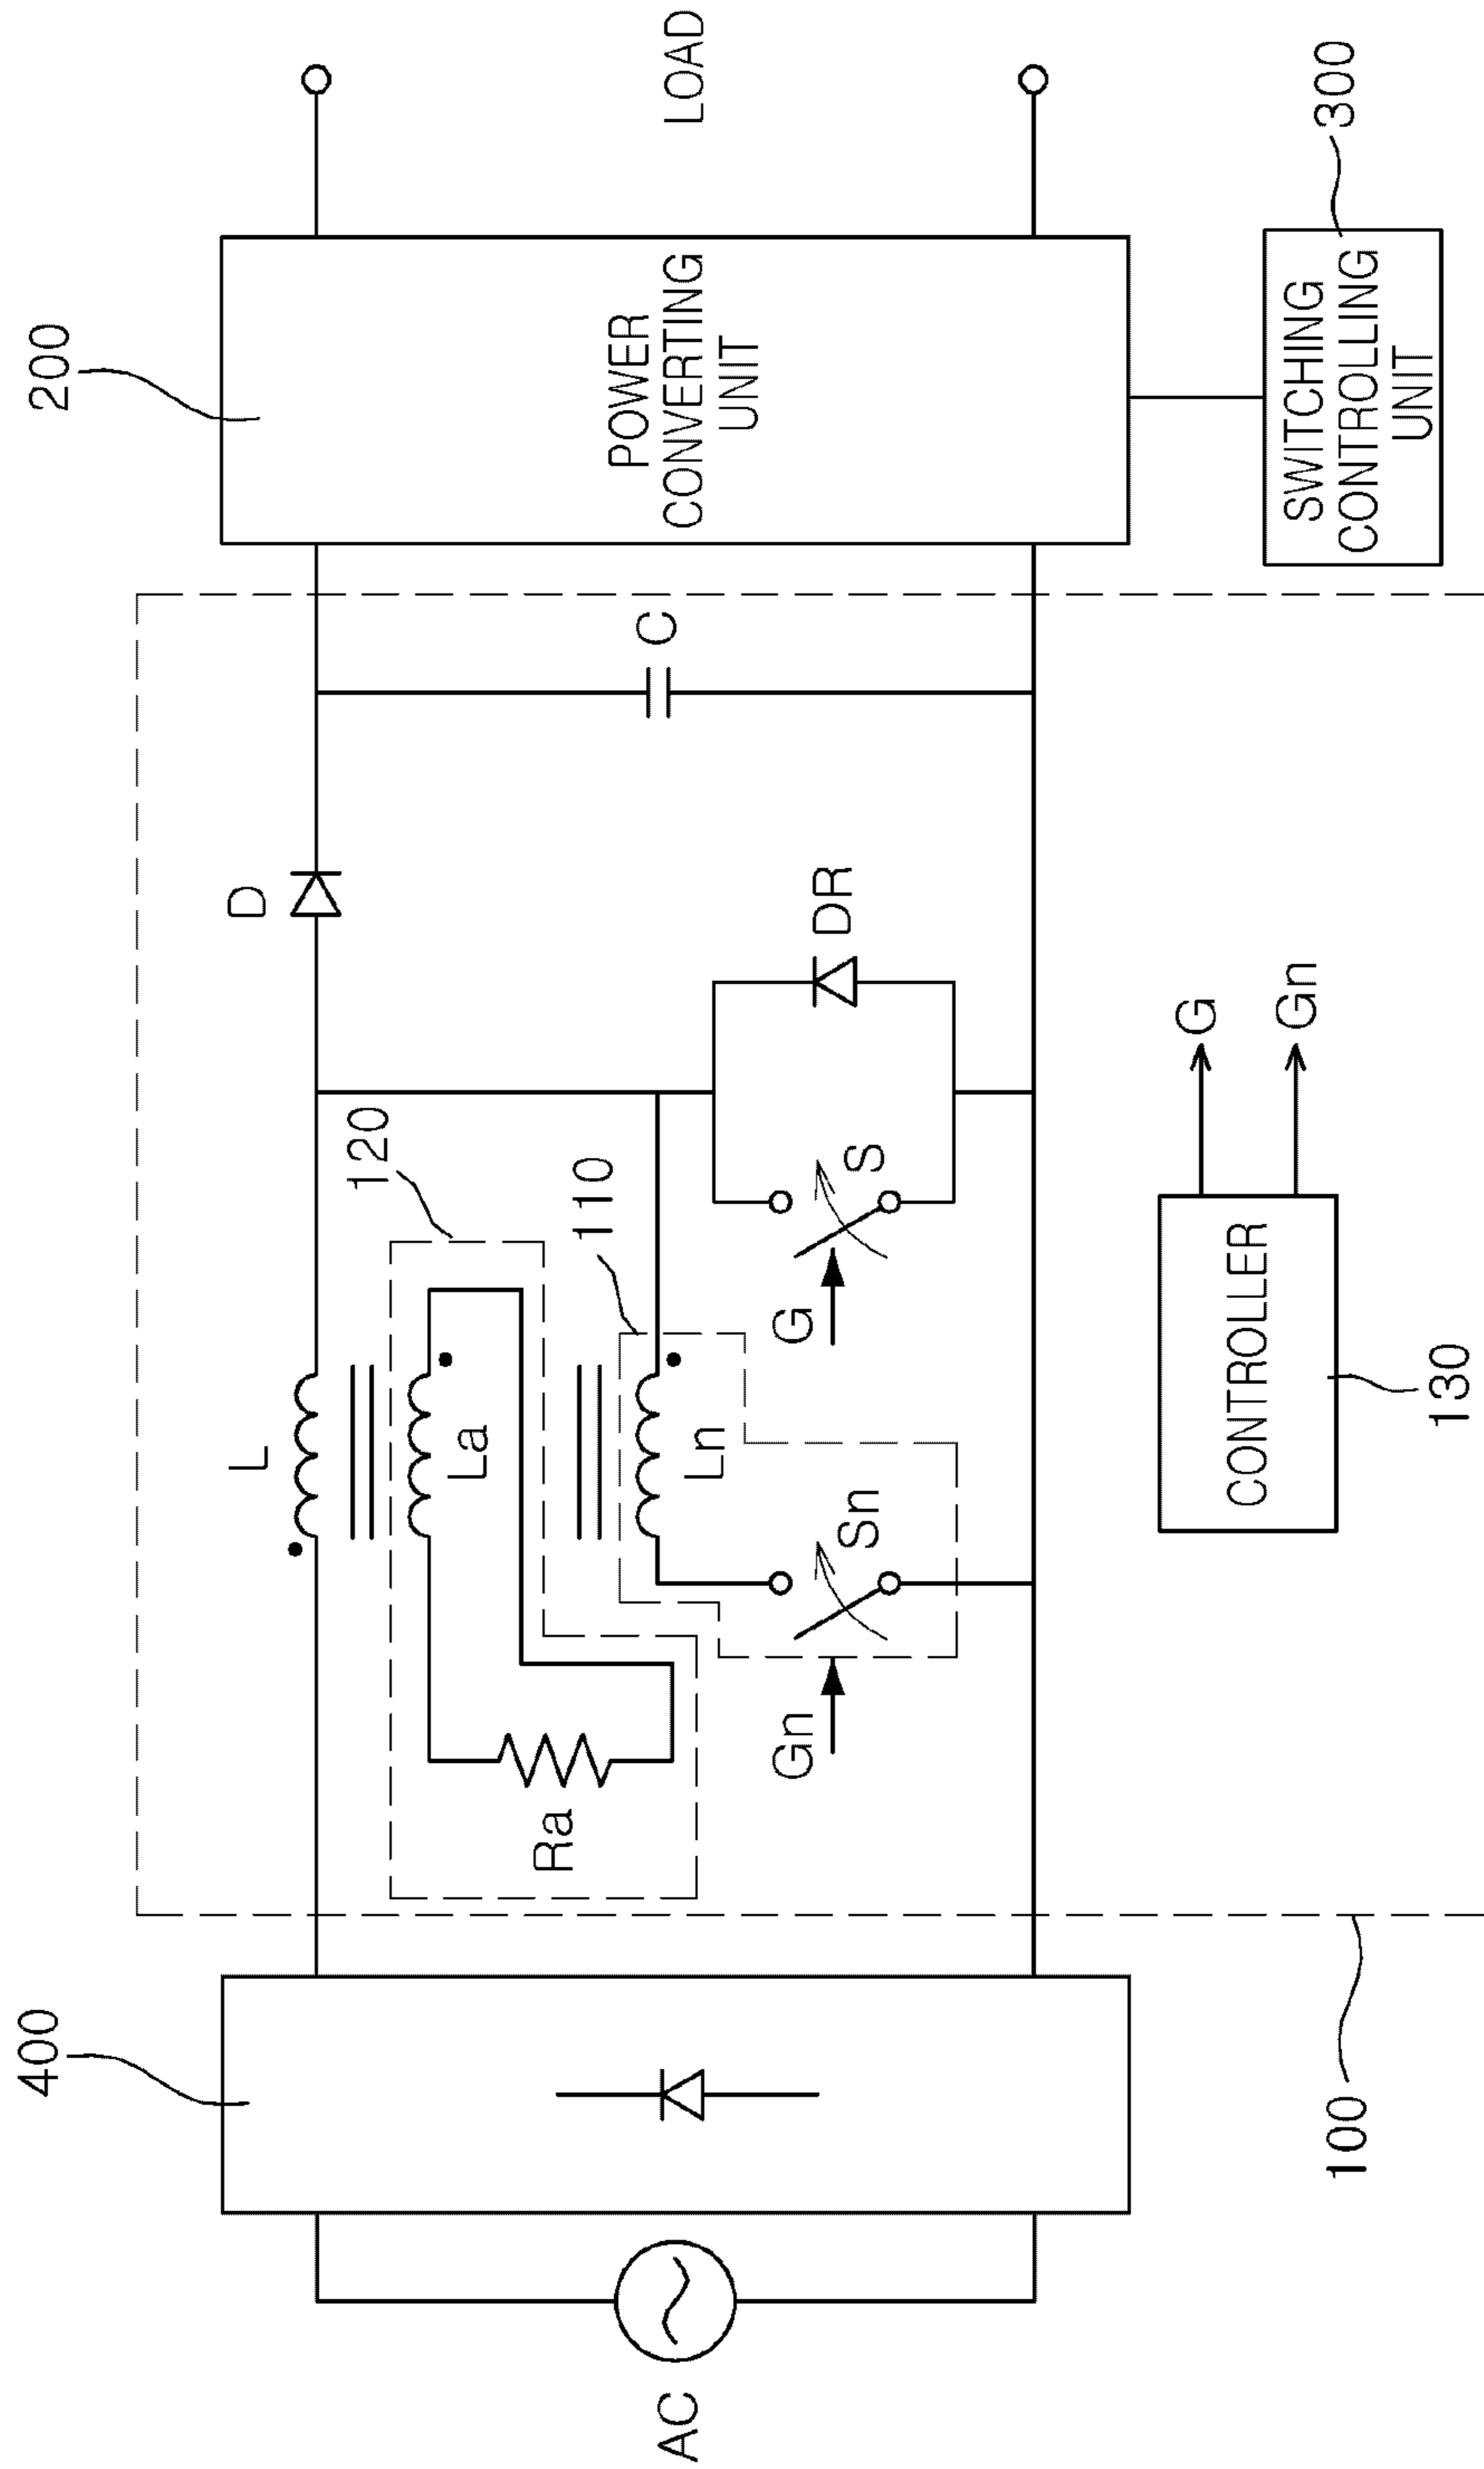 400
200
AC
100
L
D
120
La
Ra
110
Ln
Sn
Gn
G
S
DR
C
POWER
CONVERTING
UNIT
LOAD
CONTROLLER
130
G
Gn
SWITCHING
CONTROLLING
UNIT
300